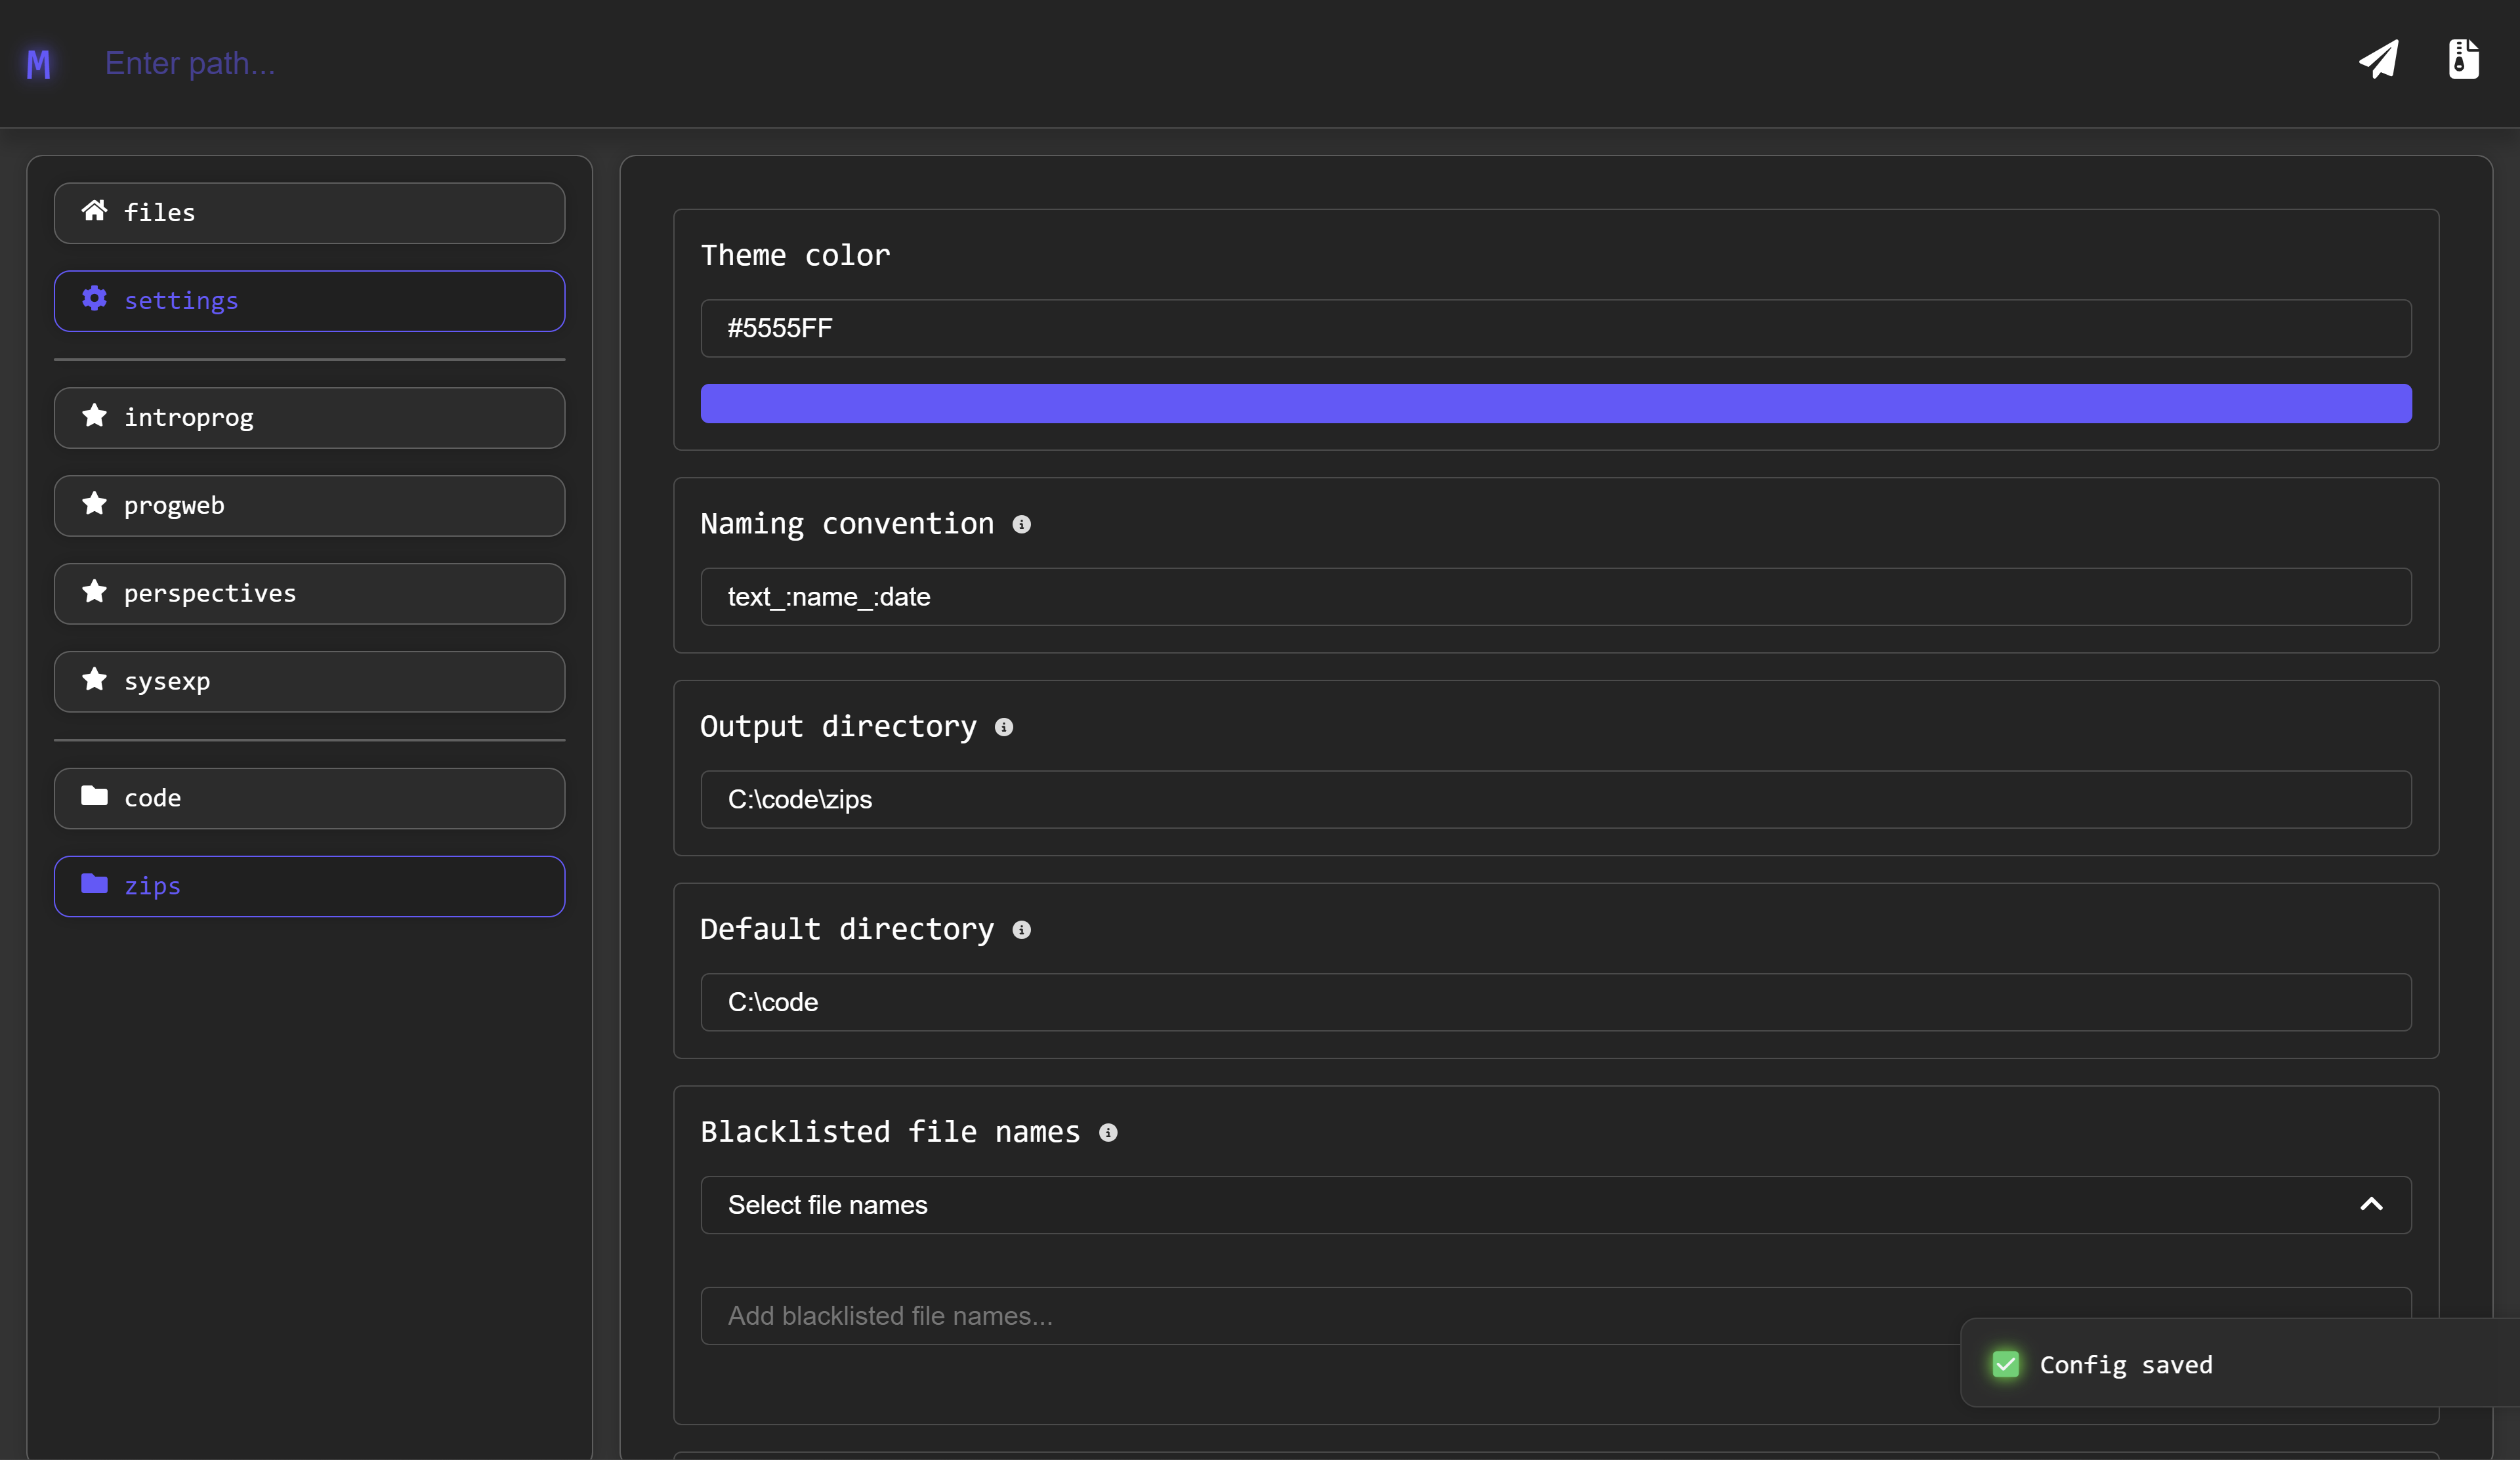 M
Enter path...
files
settings
introprog
progweb
perspectives
sysexp
code
zips
Theme color
#5555FF
Naming convention
text_:name_:date
Output directory
C:\code\zips
Default directory
C:\code
Blacklisted file names
Select file names
Add blacklisted file names...
Config saved